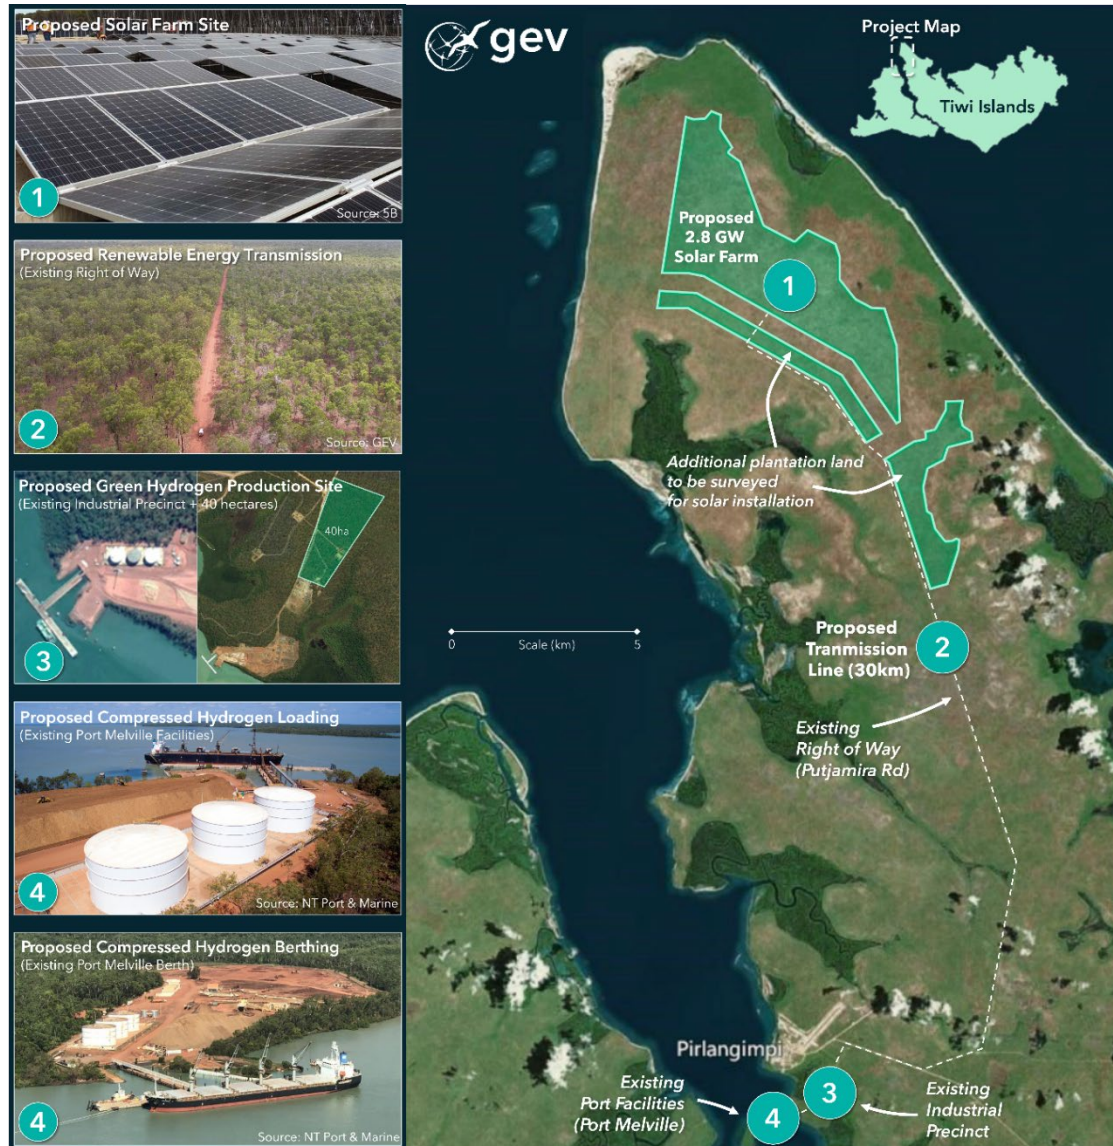 Proposed Solar Farm Site
1
Source: 5B
Proposed Renewable Energy Transmission
(Existing Right of Way)
2
Source: GEV
Proposed Green Hydrogen Production Site
(Existing Industrial Precinct + 40 hectares)
40ha
3
Proposed Compressed Hydrogen Loading
(Existing Port Melville Facilities)
4
Source: NT Port & Marine
Proposed Compressed Hydrogen Berthing
(Existing Port Melville Berth)
4
Source: NT Port & Marine
gev
Project Map
Tiwi Islands
Proposed
2.8 GW
Solar Farm
1
Additional plantation land
to be surveyed
for solar installation
0 Scale (km) 5
Proposed
Tranmission
Line (30km)
2
Existing
Right of Way
(Putjamira Rd)
Pirlangimpi
Existing
Port Facilities
(Port Melville)
4
3
Existing
Industrial
Precinct